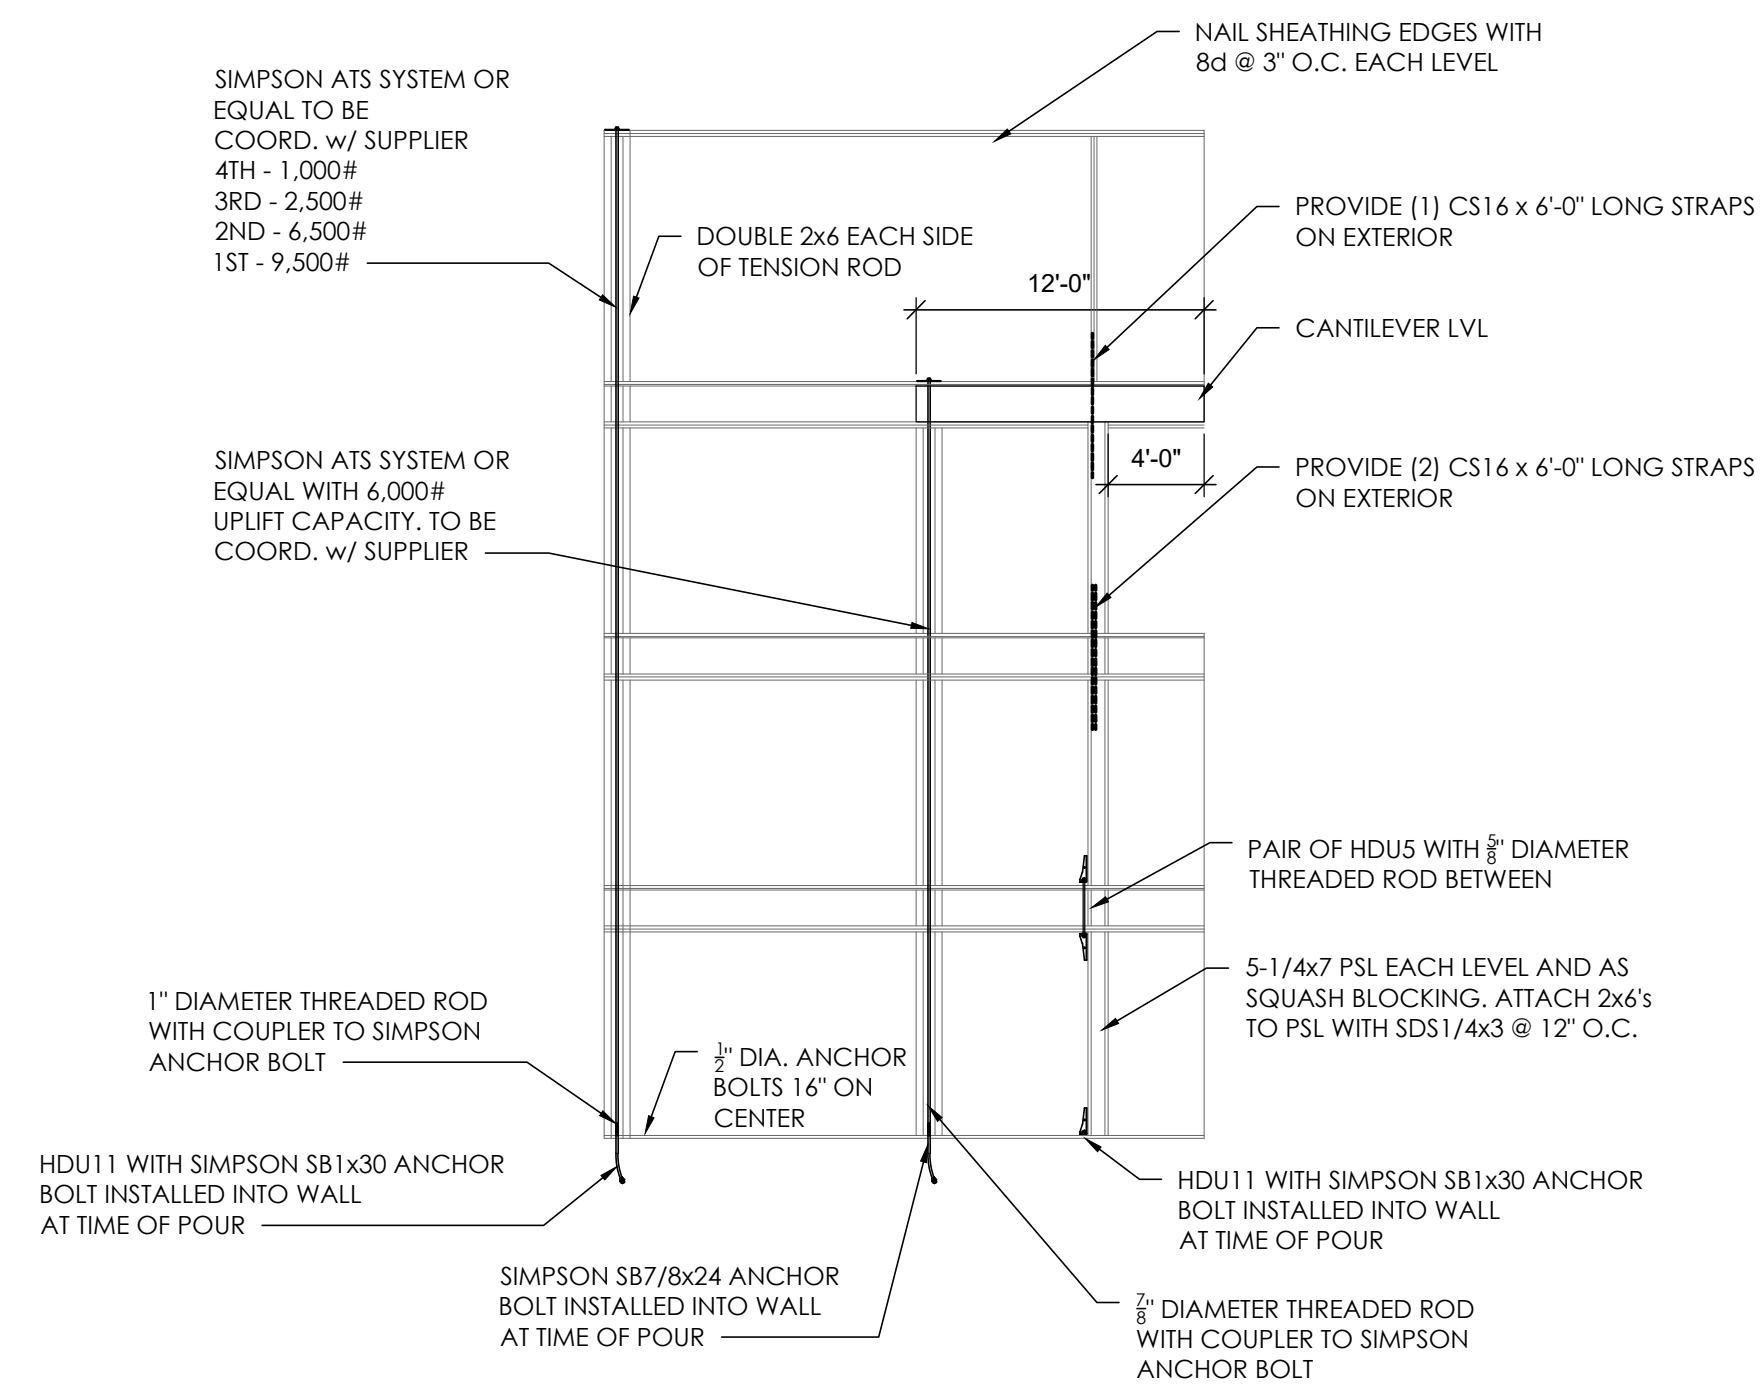 NAIL SHEATHING EDGES WITH
8d @ 3" O.C. EACH LEVEL
SIMPSON ATS SYSTEM OR
EQUAL TO BE
COORD. w/ SUPPLIER
4TH - 1,000#
3RD - 2,500#
2ND - 6,500#
1ST - 9,500#
DOUBLE 2x6 EACH SIDE
OF TENSION ROD
PROVIDE (1) CS16 x 6'-0" LONG STRAPS
ON EXTERIOR
12'-0"
CANTILEVER LVL
SIMPSON ATS SYSTEM OR
EQUAL WITH 6,000#
UPLIFT CAPACITY. TO BE
COORD. w/ SUPPLIER
4'-0"
PROVIDE (2) CS16 x 6'-0" LONG STRAPS
ON EXTERIOR
PAIR OF HDU5 WITH 5/8" DIAMETER
THREADED ROD BETWEEN
5-1/4x7 PSL EACH LEVEL AND AS
SQUASH BLOCKING. ATTACH 2x6's
TO PSL WITH SDS1/4x3 @ 12" O.C.
1" DIAMETER THREADED ROD
WITH COUPLER TO SIMPSON
ANCHOR BOLT
1/2" DIA. ANCHOR
BOLTS 16" ON
CENTER
HDU11 WITH SIMPSON SB1x30 ANCHOR
BOLT INSTALLED INTO WALL
AT TIME OF POUR
HDU11 WITH SIMPSON SB1x30 ANCHOR
BOLT INSTALLED INTO WALL
AT TIME OF POUR
SIMPSON SB7/8x24 ANCHOR
BOLT INSTALLED INTO WALL
AT TIME OF POUR
7/8" DIAMETER THREADED ROD
WITH COUPLER TO SIMPSON
ANCHOR BOLT